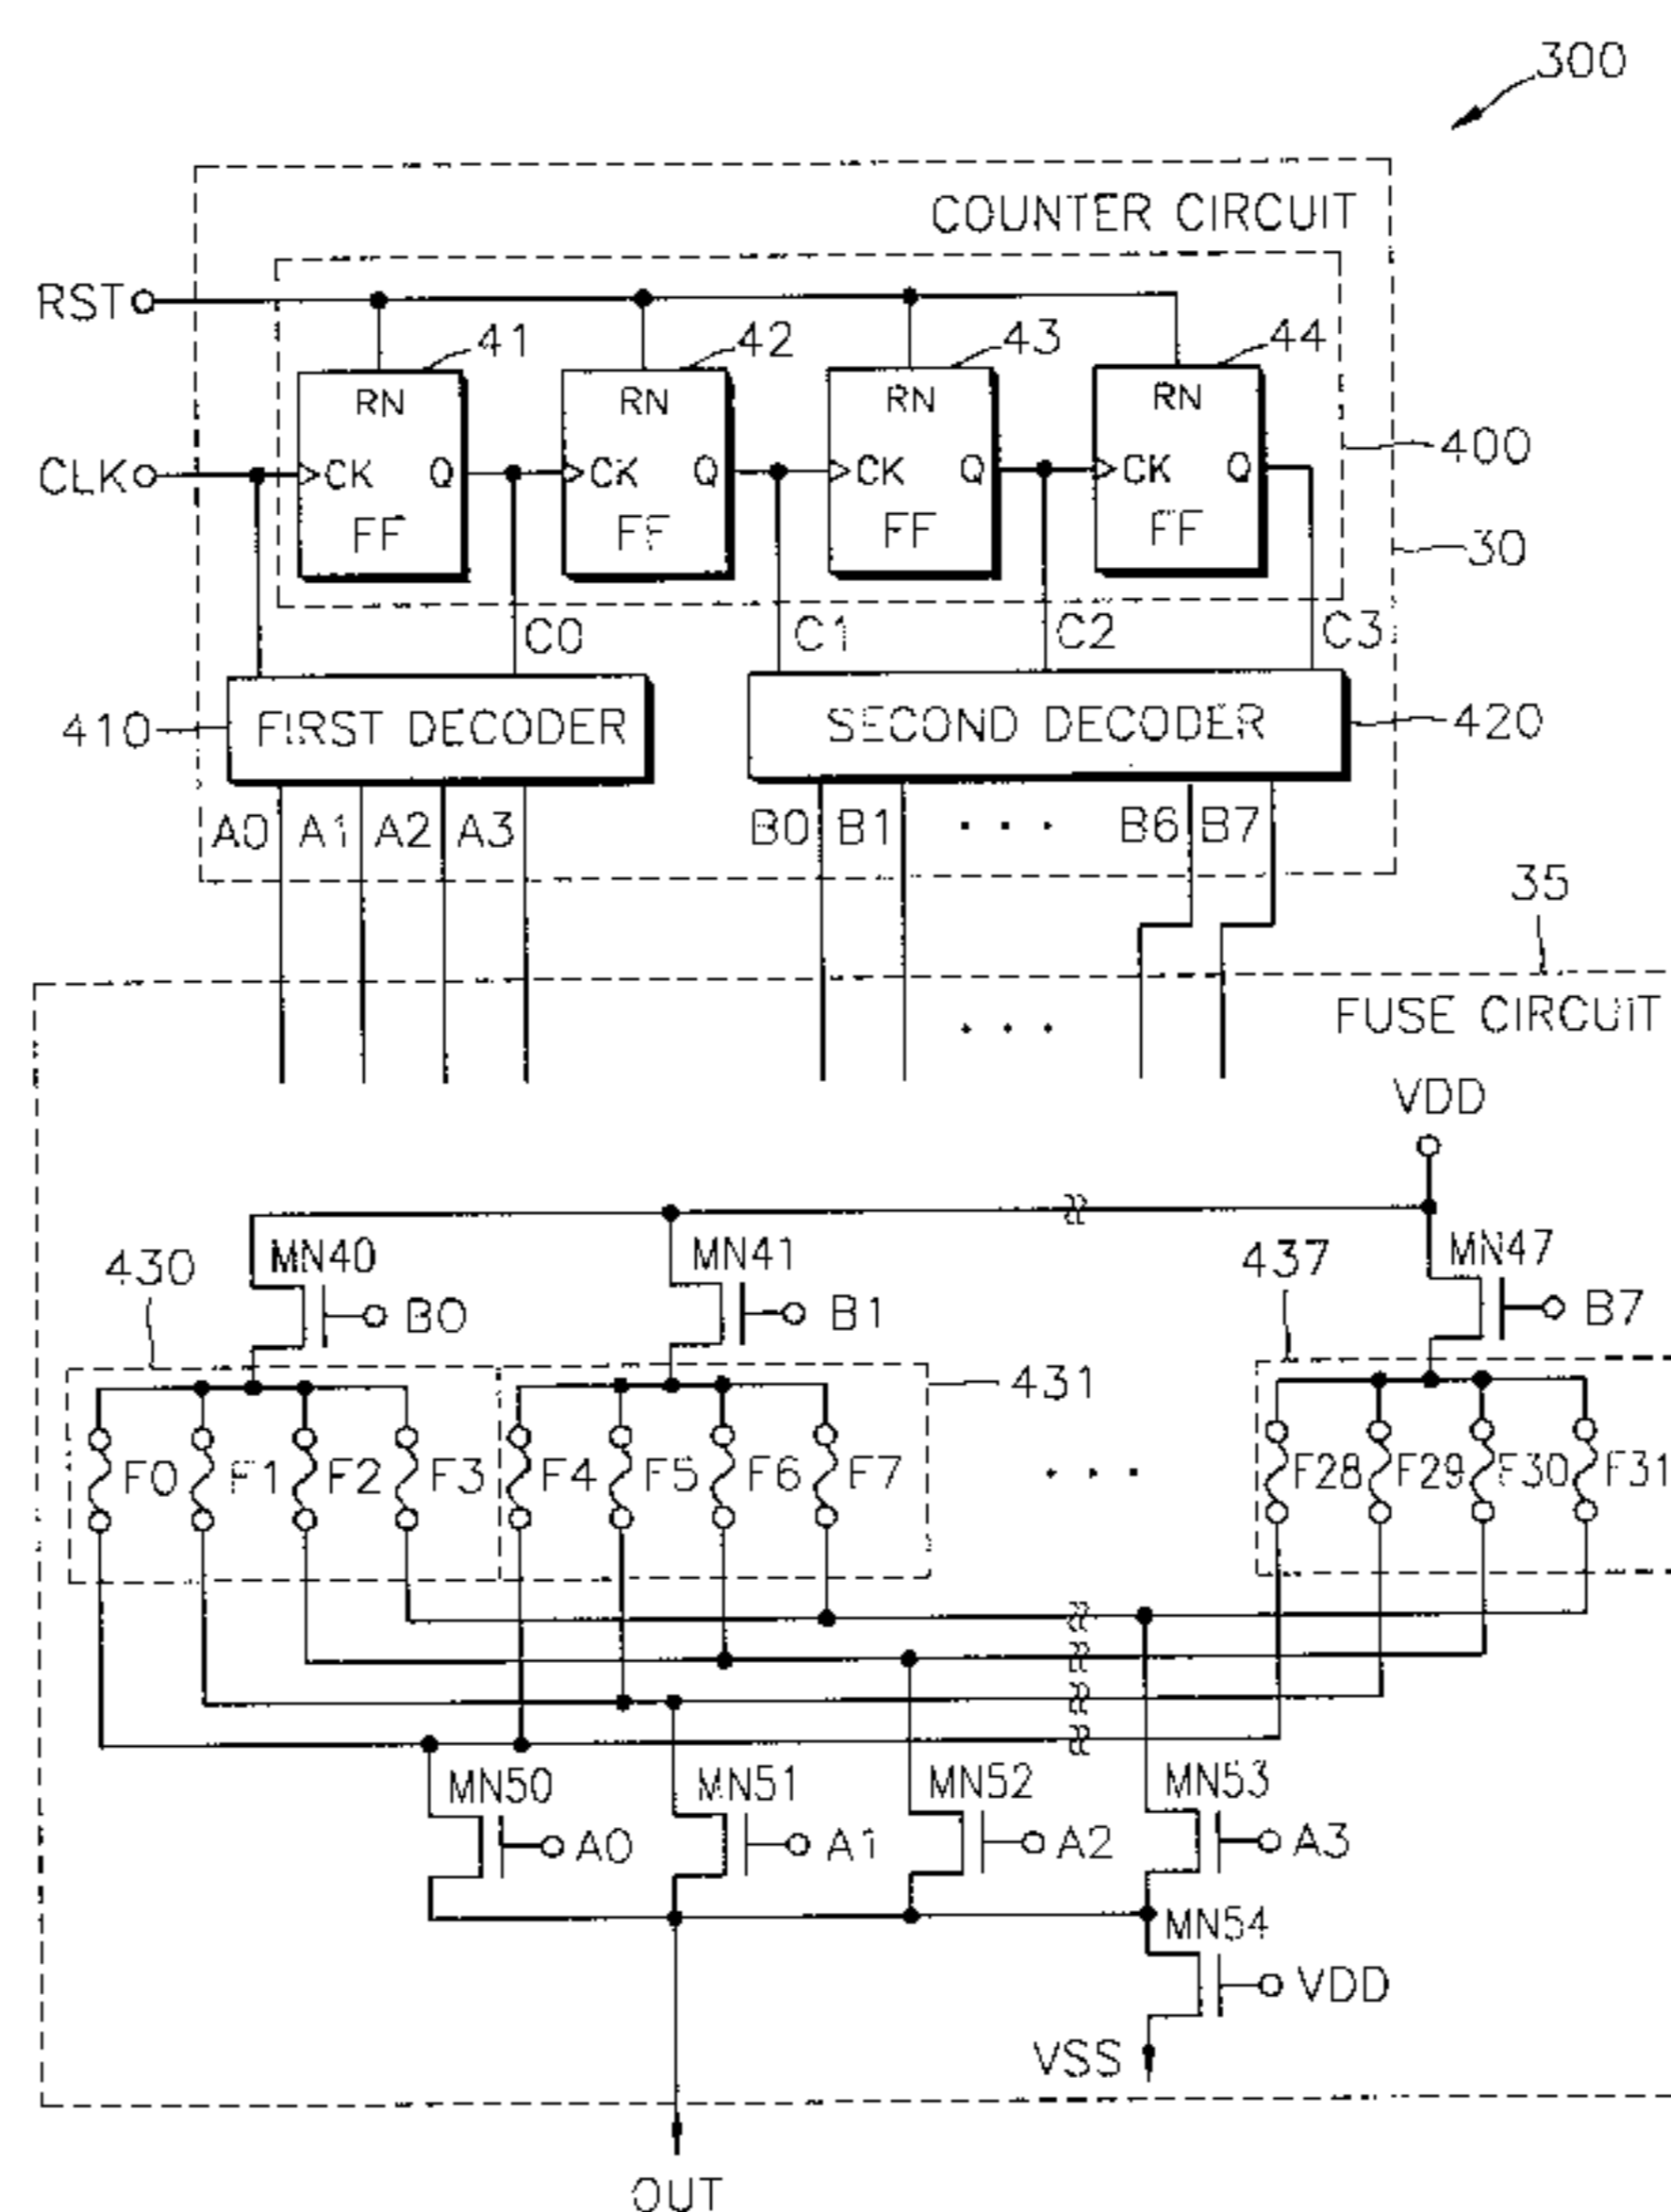 300
COUNTER CIRCUIT
RST
41
42
43
44
RN
RN
RN
RN
CLK
CK Q
CK Q
CK Q
CK Q
400
FF
FF
FF
FF
30
C0
C1
C2
C3
410
FIRST DECODER
SECOND DECODER
420
A0 A1 A2 A3
B0 B1 . . . B6 B7
35
. . .
FUSE CIRCUIT
VDD
430
MN40
MN41
437
MN47
B0
B1
B7
431
F0 F1 F2 F3 F4 F5 F6 F7 . . . F28 F29 F30 F31
MN50
MN51
MN52
MN53
A0
A1
A2
A3
MN54
VDD
VSS
OUT